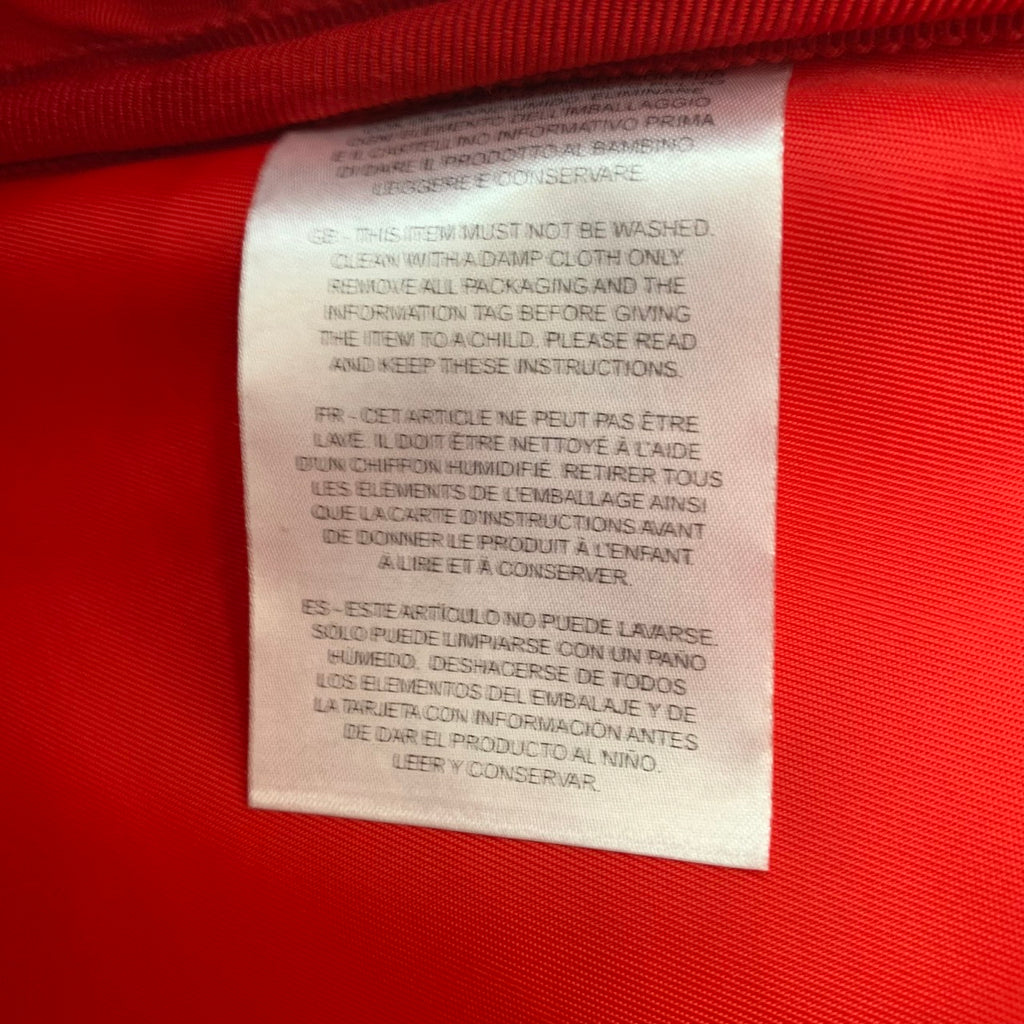 UMIDO ELIMINARE
ELEMENTO DELL'IMBALLAGGIO
E IL CARTELLINO INFORMATIVO PRIMA
DI DARE IL PRODOTTO AL BAMBINO
LEGGERE E CONSERVARE
GB - THIS ITEM MUST NOT BE WASHED.
CLEAN WITH A DAMP CLOTH ONLY
REMOVE ALL PACKAGING AND THE
INFORMATION TAG BEFORE GIVING
THE ITEM TO A CHILD. PLEASE READ
AND KEEP THESE INSTRUCTIONS.
FR - CET ARTICLE NE PEUT PAS ÊTRE
LAVÉ. IL DOIT ÊTRE NETTOYÉ À L'AIDE
D'UN CHIFFON HUMIDIFIÉ. RETIRER TOUS
LES ELEMENTS DE L'EMBALLAGE AINSI
QUE LA CARTE D'INSTRUCTIONS AVANT
DE DONNER LE PRODUIT À L'ENFANT
À LIRE ET À CONSERVER.
ES - ESTE ARTÍCULO NO PUEDE LAVARSE.
SÓLO PUEDE LIMPIARSE CON UN PAÑO
HÚMEDO. DESHACERSE DE TODOS
LOS ELEMENTOS DEL EMBALAJE Y DE
LA TARJETA CON INFORMACIÓN ANTES
DE DAR EL PRODUCTO AL NIÑO.
LEER Y CONSERVAR.